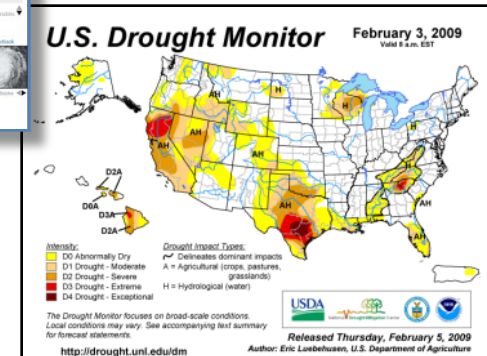 U.S. Drought Monitor
February 3, 2009
Valid 8 a.m. EST
AH
H
H
H
AH
AH
AH
AH
H
AH
AH
AH
D2A
D0A
D3A
D2A
Intensity:
D0 Abnormally Dry
D1 Drought - Moderate
D2 Drought - Severe
D3 Drought - Extreme
D4 Drought - Exceptional
Drought Impact Types:
Delineates dominant impacts
A = Agricultural (crops, pastures,
grasslands)
H = Hydrological (water)
The Drought Monitor focuses on broad-scale conditions.
Local conditions may vary. See accompanying text summary
for forecast statements.
http://drought.unl.edu/dm
USDA
National Drought Mitigation Center
Released Thursday, February 5, 2009
Author: Eric Luebehusen, U.S. Department of Agriculture